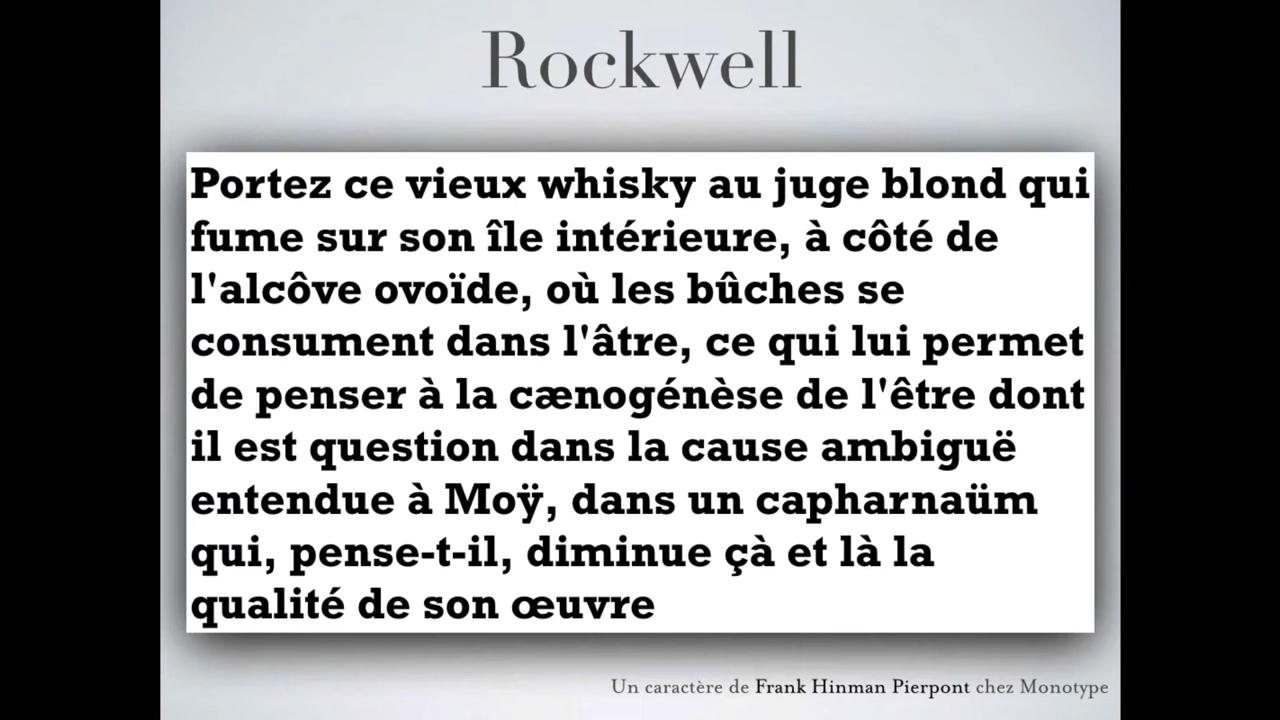 Rockwell
Portez ce vieux whisky au juge blond qui
fume sur son île intérieure, à côté de
l'alcôve ovoïde, où les bûches se
consument dans l'âtre, ce qui lui permet
de penser à la cænogénèse de l'être dont
il est question dans la cause ambiguë
entendue à Moÿ, dans un capharnaüm
qui, pense-t-il, diminue çà et là la
qualité de son œuvre
Un caractère de Frank Hinman Pierpont chez Monotype